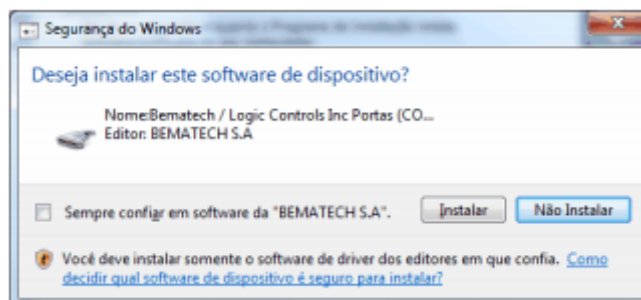 Segurança do Windows
Deseja instalar este software de dispositivo?
Nome:Bematech / Logic Controls Inc Portas (CO...
Editor: BEMATECH S.A
Sempre confiar em software da "BEMATECH S.A".
Instalar
Não Instalar
Você deve instalar somente o software de driver dos editores em que confia. Como
decidir qual software de dispositivo é seguro para instalar?